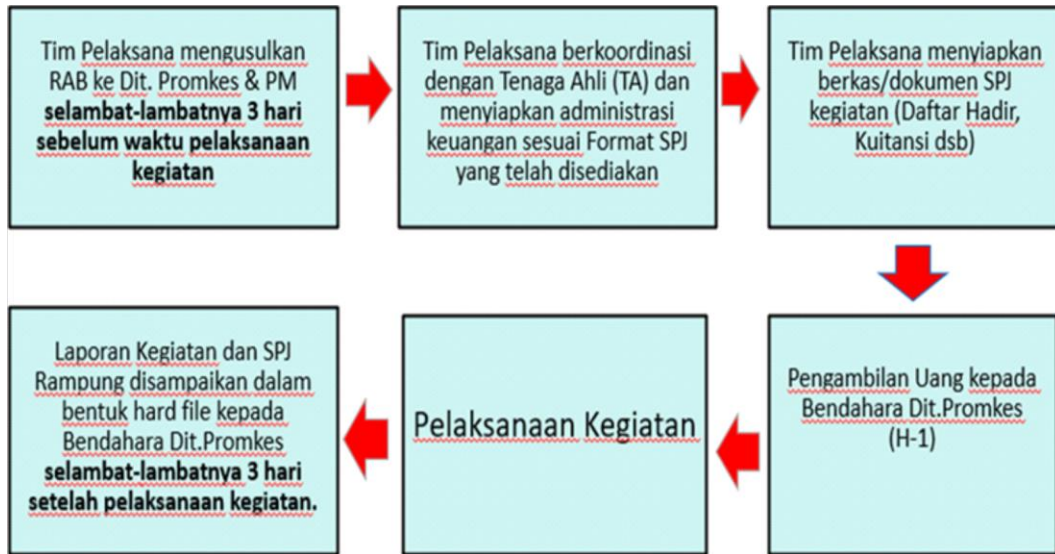 Tim Pelaksana mengusulkan
RAB ke Dit. Promkes & PM
selambat-lambatnya 3 hari
sebelum waktu pelaksanaan
kegiatan
Tim Pelaksana berkoordinasi
dengan Tenaga Ahli (TA) dan
menyiapkan administrasi
keuangan sesuai Format SPJ
yang telah disediakan
Tim Pelaksana menyiapkan
berkas/dokumen SPJ
kegiatan (Daftar Hadir,
Kuitansi dsb)
Pengambilan Uang kepada
Bendahara Dit.Promkes
(H-1)
Pelaksanaan Kegiatan
Laporan Kegiatan dan SPJ
Rampung disampaikan dalam
bentuk hard file kepada
Bendahara Dit.Promkes
selambat-lambatnya 3 hari
setelah pelaksanaan kegiatan.